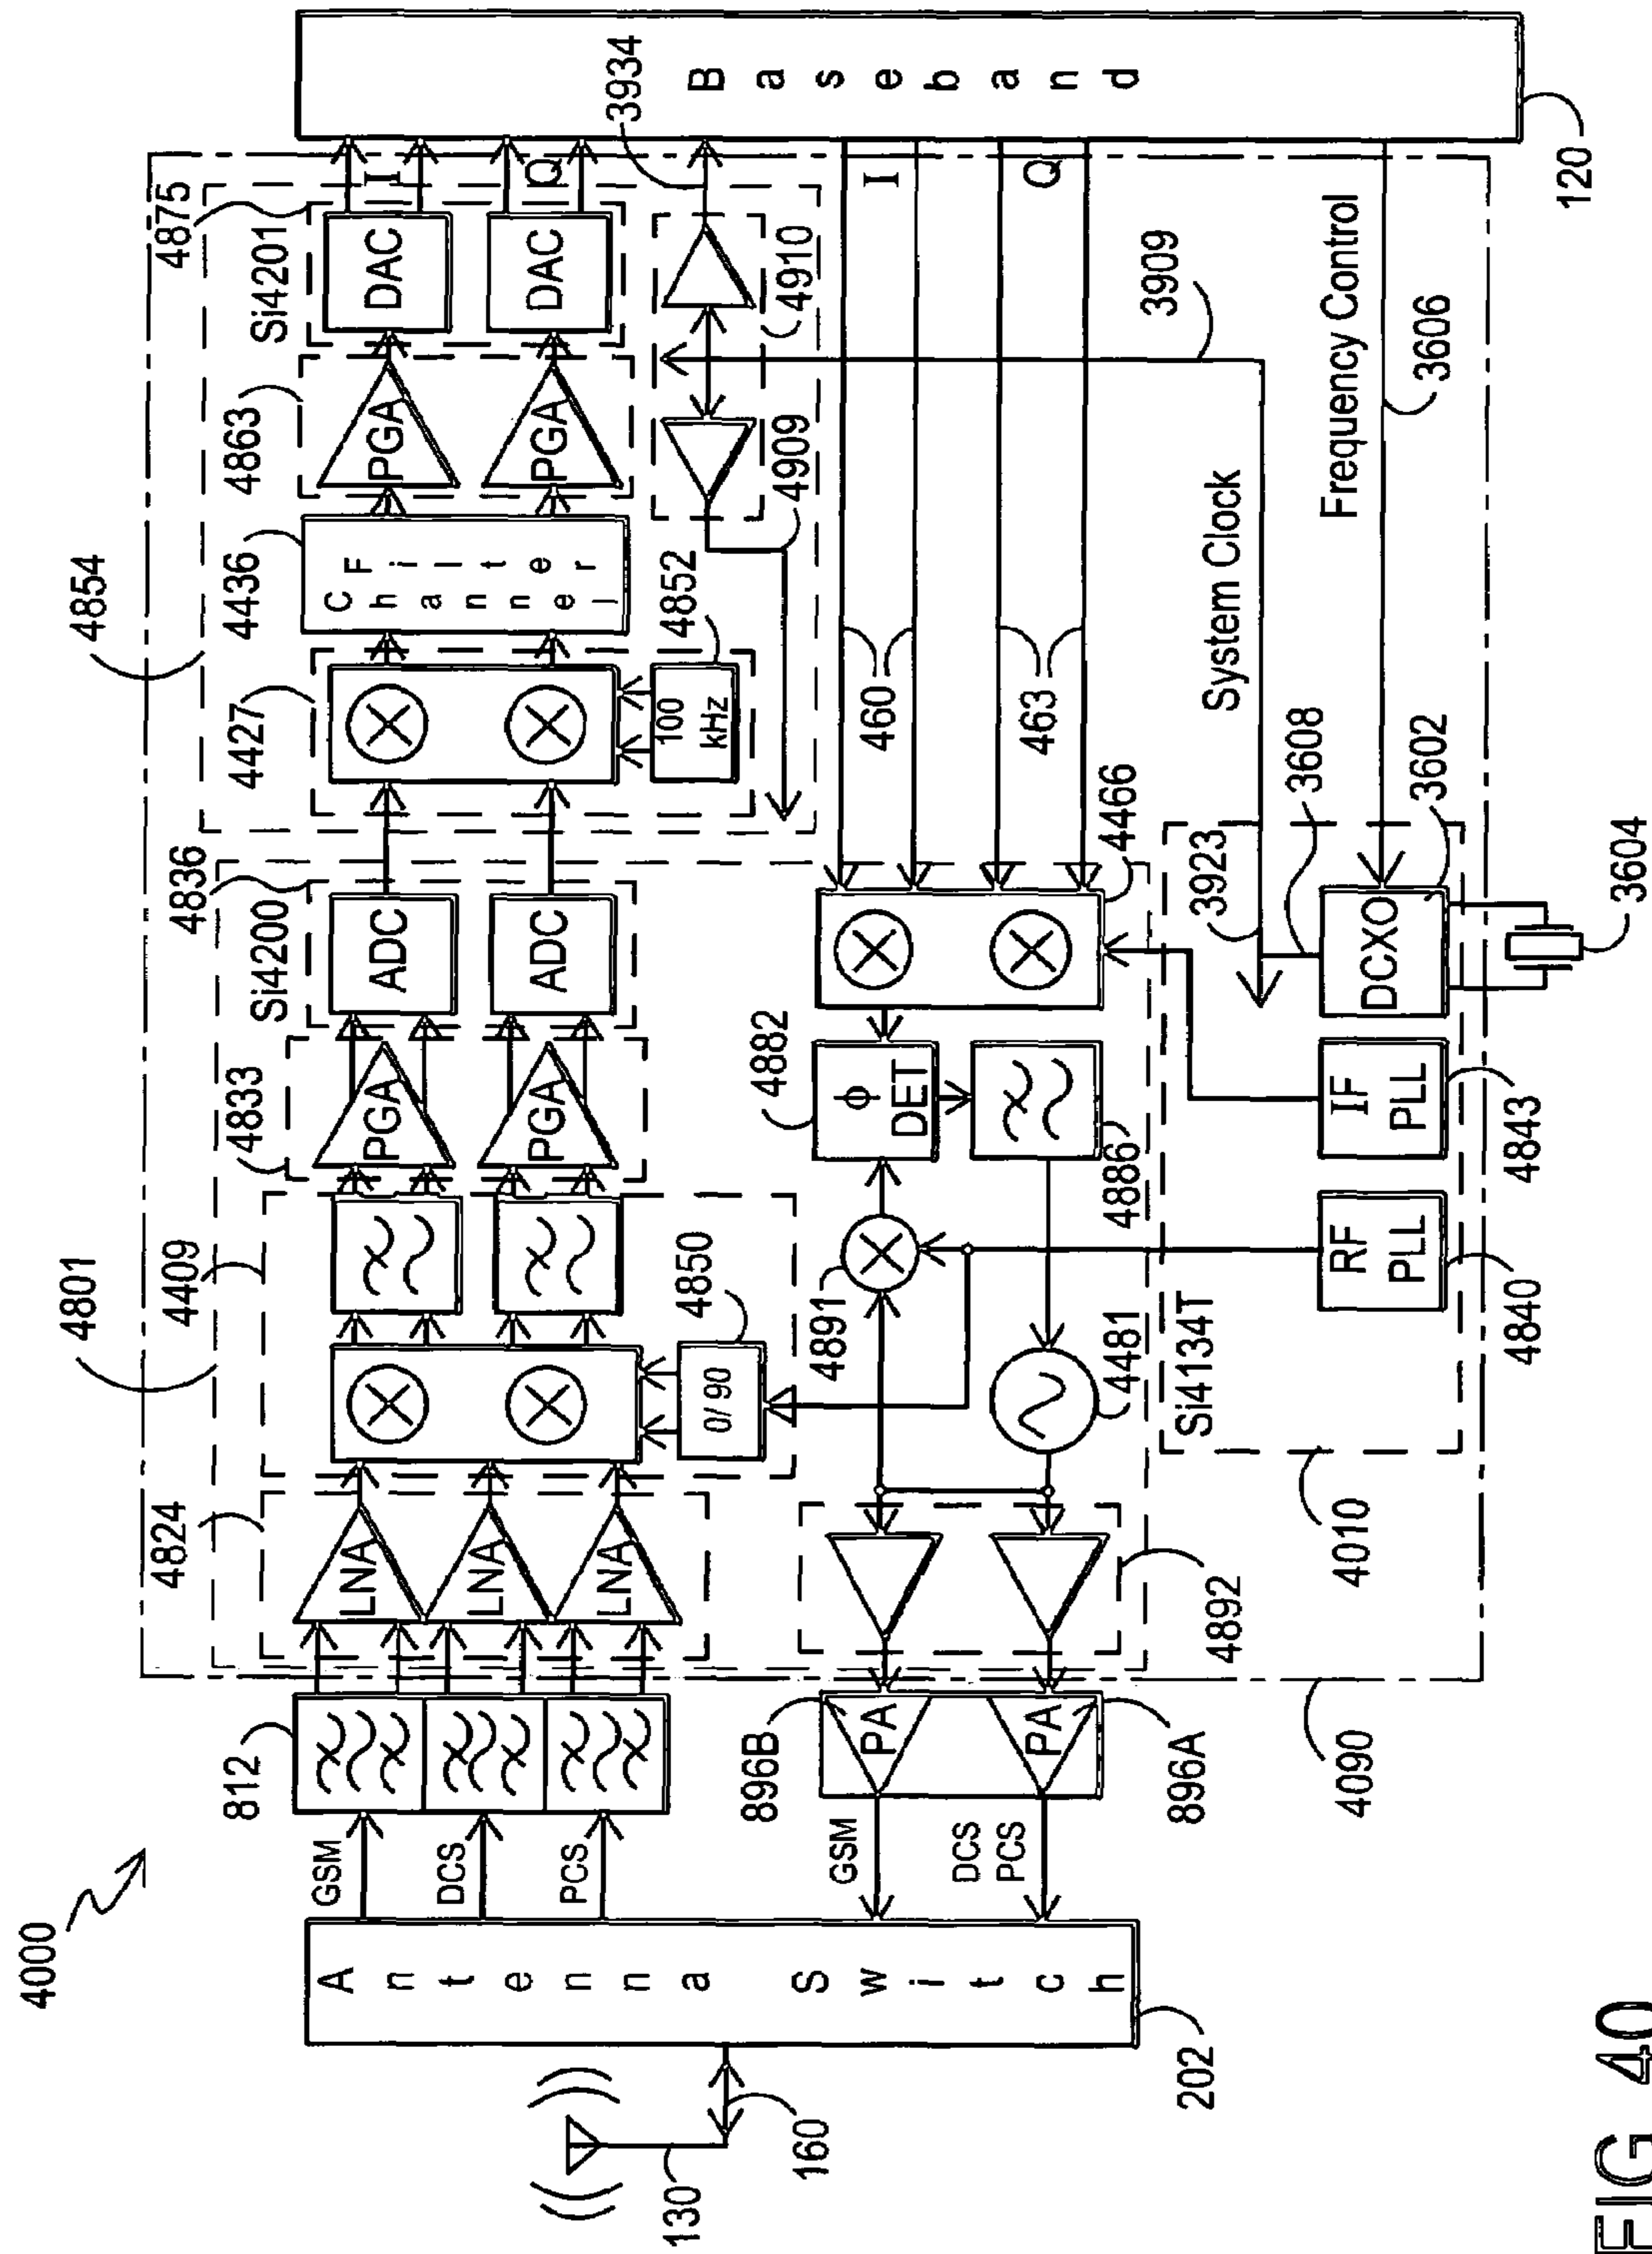 4000
4801
4854
4824
4409
4833
4836
4427
4436
4863
4875
812
Si4200
Si4201
GSM
LNA
PGA
ADC
PGA
DAC
I
DCS
LNA
Channel
Filter
PCS
LNA
PGA
ADC
PGA
DAC
Q
0/90
4850
100
kHz
4852
4909
4910
3934
130
160
Antenna Switch
202
896B
GSM
PA
DCS
PCS
PA
896A
4892
4891
4481
4882
ϕ
DET
4886
4466
460
463
I
Q
Baseband
120
Si4134T
4010
4090
RF
PLL
4840
IF
PLL
4843
DCXO
3923
3608
3602
3604
System Clock
3909
Frequency Control
3606
FIG 40